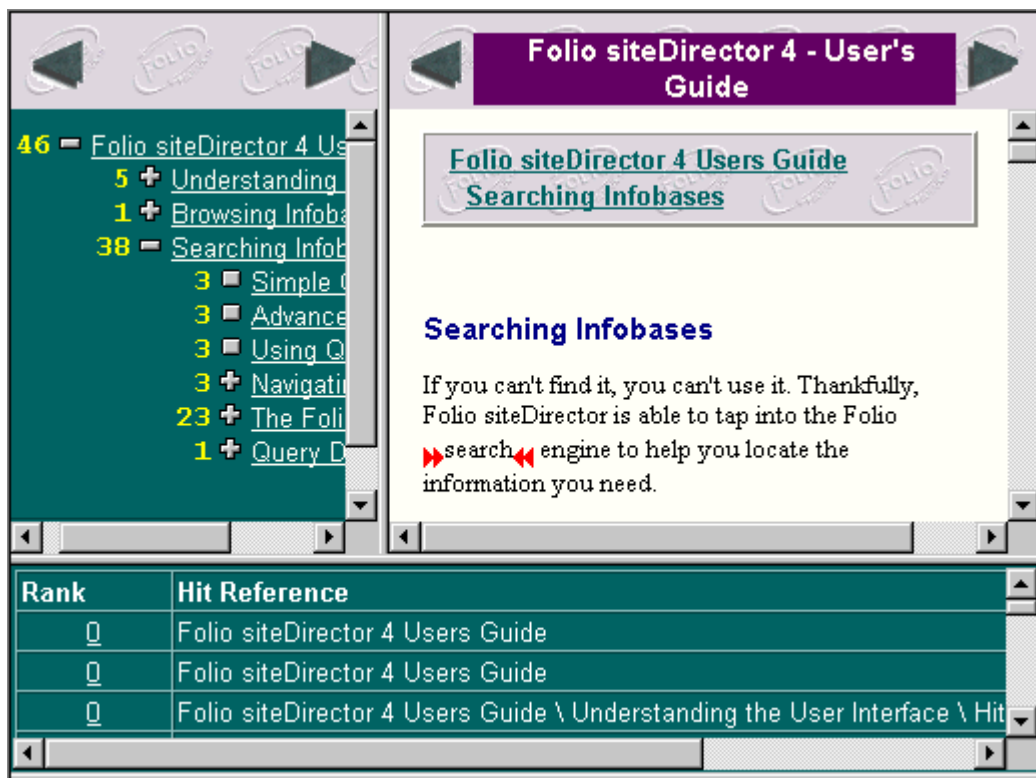 Folio siteDirector 4 - User's
Guide
46 Folio siteDirector 4 Us
5 Understanding
1 Browsing Infoba
38 Searching Infob
3 Simple
3 Advance
3 Using Q
3 Navigati
23 The Foli
1 Query D
Folio siteDirector 4 Users Guide
Searching Infobases
Searching Infobases
If you can't find it, you can't use it. Thankfully,
Folio siteDirector is able to tap into the Folio
search engine to help you locate the
information you need.
Rank Hit Reference
0 Folio siteDirector 4 Users Guide
0 Folio siteDirector 4 Users Guide
0 Folio siteDirector 4 Users Guide \ Understanding the User Interface \ Hit